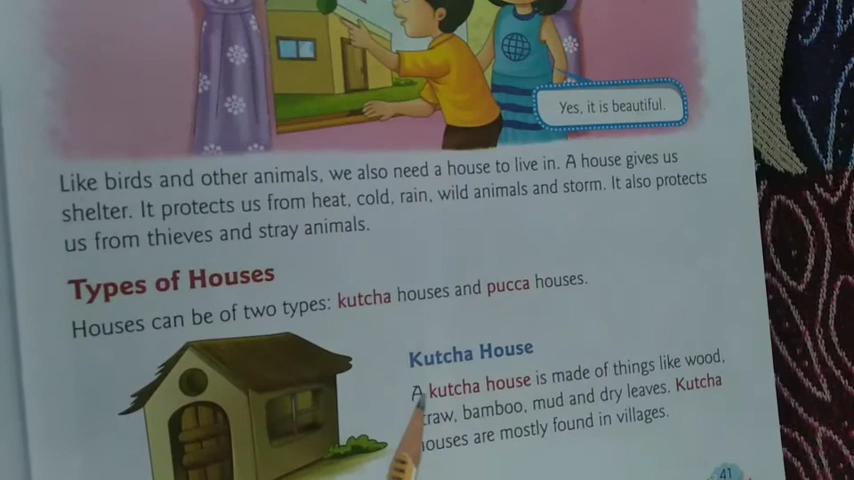 Yes, it is beautiful.
Like birds and other animals, we also need a house to live in. A house gives us
shelter. It protects us from heat, cold, rain, wild animals and storm. It also protects
us from thieves and stray animals.
Types of Houses
Houses can be of two types: kutcha houses and pucca houses.
Kutcha House
A kutcha house is made of things like wood,
straw, bamboo, mud and dry leaves. Kutcha
houses are mostly found in villages.
41